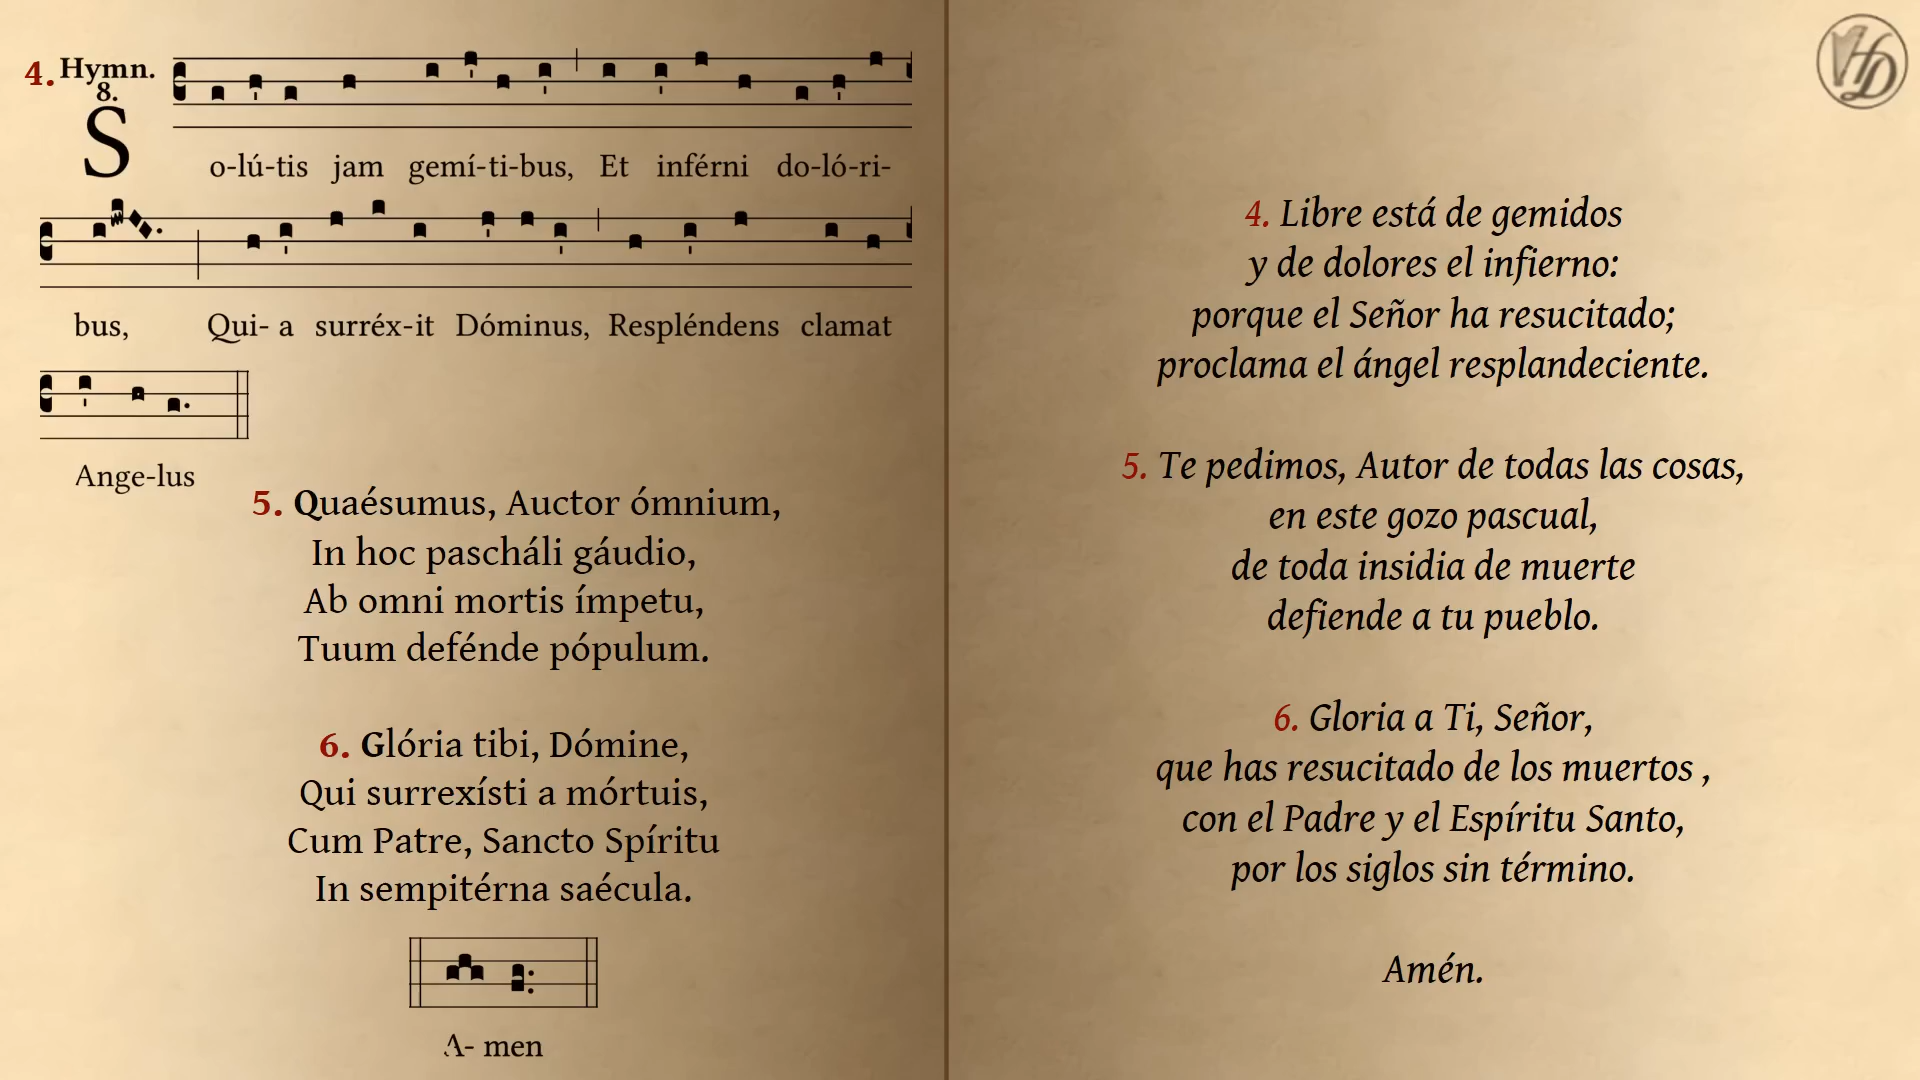 4. Hymn.
8.
So-lú-tis jam gemí-ti-bus, Et inférni do-ló-ri-
bus, Qui- a surréx-it Dóminus, Respléndens clamat
Ange-lus
5. Quaésumus, Auctor ómnium,
In hoc pascháli gáudio,
Ab omni mortis ímpetu,
Tuum defénde pópulum.
6. Glória tibi, Dómine,
Qui surrexísti a mórtuis,
Cum Patre, Sancto Spíritu
In sempitérna saécula.
A- men
4. Libre está de gemidos
y de dolores el infierno:
porque el Señor ha resucitado;
proclama el ángel resplandeciente.
5. Te pedimos, Autor de todas las cosas,
en este gozo pascual,
de toda insidia de muerte
defiende a tu pueblo.
6. Gloria a Ti, Señor,
que has resucitado de los muertos ,
con el Padre y el Espíritu Santo,
por los siglos sin término.
Amén.
HD